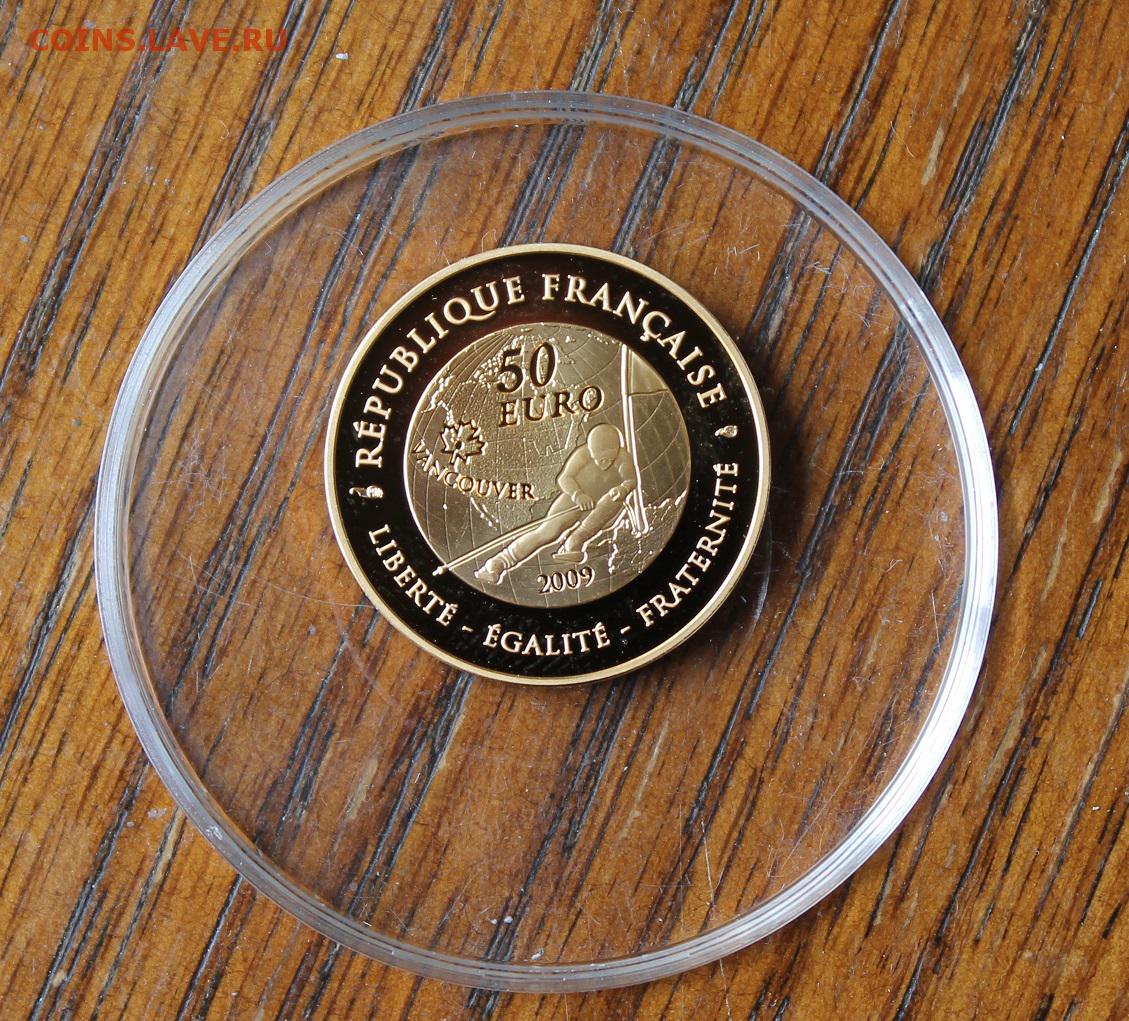 COINS.LAVE.RU
RÉPUBLIQUE FRANÇAISE
50
EURO
VANCOUVER
2009
LIBERTÉ - ÉGALITÉ - FRATERNITÉ